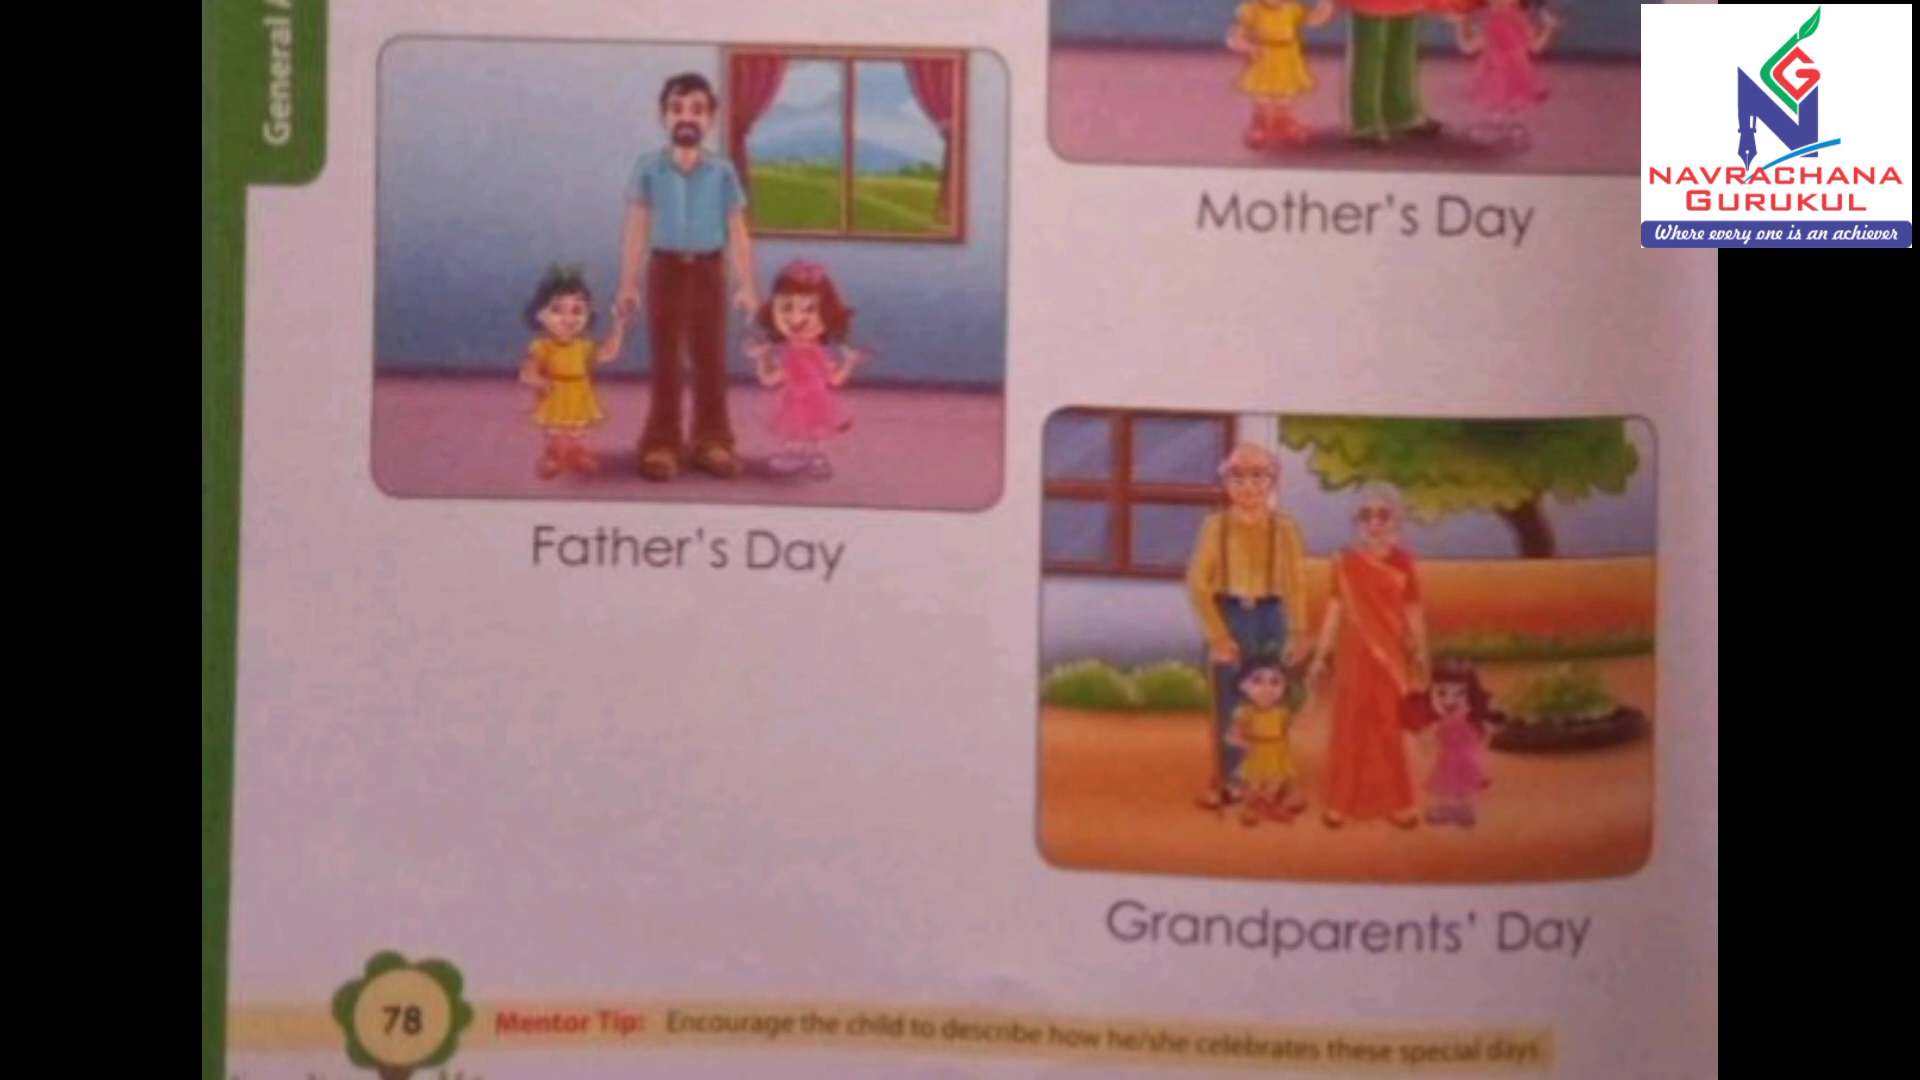 General A
Mother's Day
Father's Day
Grandparents' Day
78
Mentor Tip: Encourage the child to describe how he/she celebrates these special days
NAVRACHANA
GURUKUL
Where every one is an achiever